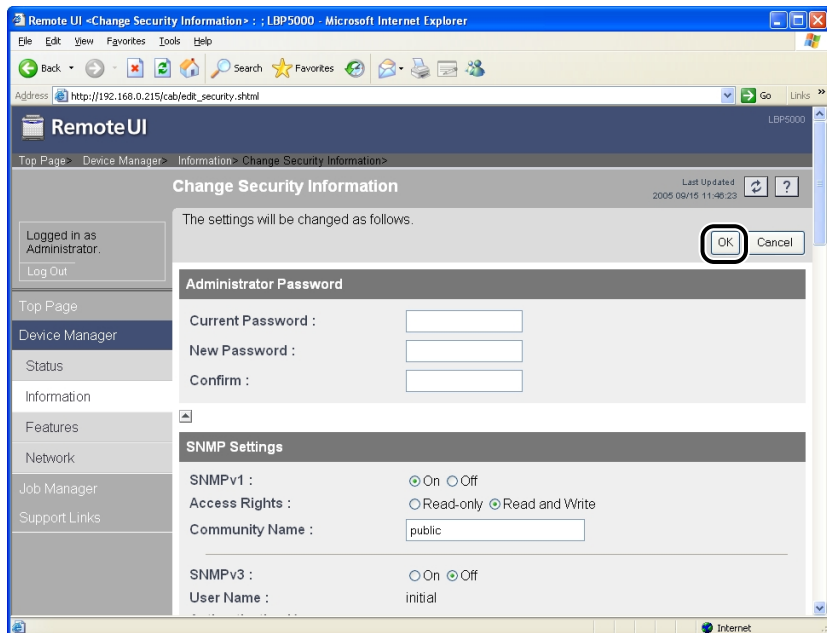 Remote UI <Change Security Information> : ; LBP5000 - Microsoft Internet Explorer
File Edit View Favorites Tools Help
Back Search Favorites
Address http://192.168.0.215/cab/edit_security.shtml Go Links »
RemoteUI
LBP5000
Top Page> Device Manager> Information> Change Security Information>
Change Security Information
Last Updated
2005 09/15 11:46:23
?
The settings will be changed as follows.
OK Cancel
Logged in as
Administrator.
Log Out
Top Page
Device Manager
Status
Information
Features
Network
Job Manager
Support Links
Administrator Password
Current Password :
New Password :
Confirm :
SNMP Settings
SNMPv1 : On Off
Access Rights : Read-only Read and Write
Community Name : public
SNMPv3 : On Off
User Name : initial
Internet